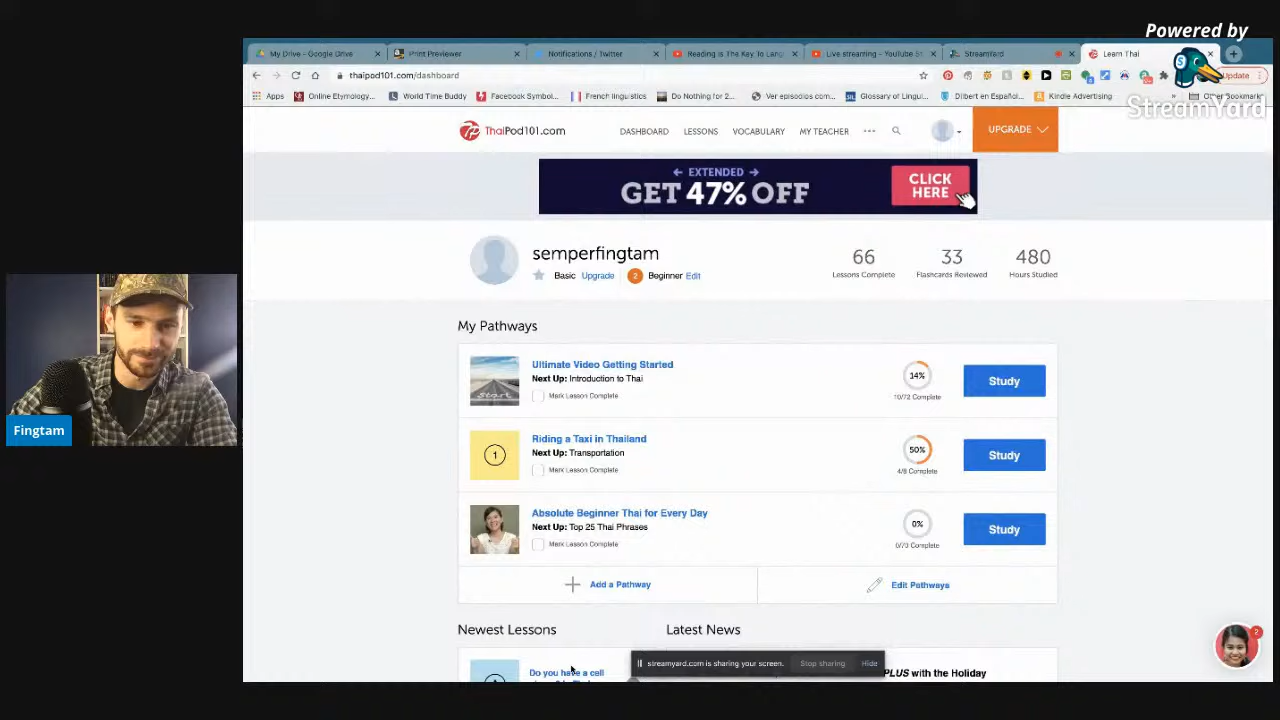 Powered by
StreamYard
My Drive - Google Drive
Print Previewer
Notifications / Twitter
Reading is The Key To Lang
Live streaming - YouTube St
StreamYard
Learn Thai
thaipod101.com/dashboard
Update
Apps
Online Etymology...
World Time Buddy
Facebook Symbol...
French linguistics
Do Nothing for 2...
Ver episodios com...
Glossary of Lingui...
Dilbert en Español...
Kindle Advertising
Other Bookmarks
ThaiPod101.com
DASHBOARD
LESSONS
VOCABULARY
MY TEACHER
UPGRADE
EXTENDED
GET 47% OFF
CLICK
HERE
semperfingtam
Basic Upgrade 2 Beginner Edit
66
Lessons Complete
33
Flashcards Reviewed
480
Hours Studied
My Pathways
Start
Ultimate Video Getting Started
Next Up: Introduction to Thai
Mark Lesson Complete
14%
10/72 Complete
Study
1
Riding a Taxi in Thailand
Next Up: Transportation
Mark Lesson Complete
50%
4/8 Complete
Study
Absolute Beginner Thai for Every Day
Next Up: Top 25 Thai Phrases
Mark Lesson Complete
0%
0/70 Complete
Study
Add a Pathway
Edit Pathways
Newest Lessons
Latest News
Do you have a cell
PLUS with the Holiday
streamyard.com is sharing your screen.
Stop sharing
Hide
2
Fingtam